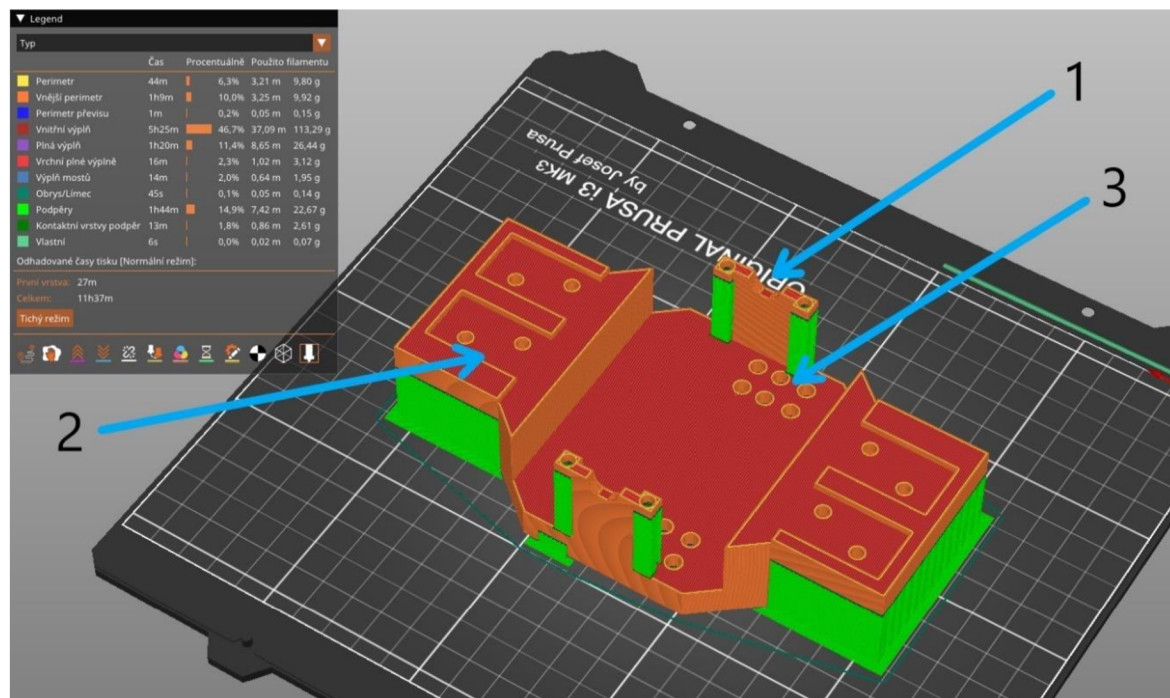 Legend
Typ
Čas Procentuálně Použito filamentu
Perimetr 44m 6,3% 3,21 m 9,80 g
Vnější perimetr 1h9m 10,0% 3,25 m 9,92 g
Perimetr převisu 1m 0,2% 0,05 m 0,15 g
Vnitřní výplň 5h25m 46,7% 37,09 m 113,29 g
Plná výplň 1h20m 11,4% 8,65 m 26,44 g
Vrchní plné výplně 16m 2,3% 1,02 m 3,12 g
Výplň mostů 14m 2,0% 0,64 m 1,95 g
Obrys/Límec 45s 0,1% 0,05 m 0,14 g
Podpěry 1h44m 14,9% 7,42 m 22,67 g
Kontaktní vrstvy podpěr 13m 1,8% 0,86 m 2,61 g
Vlastní 6s 0,0% 0,02 m 0,07 g
Odhadované časy tisku [Normální režim]:
První vrstva: 27m
Celkem: 11h37m
Tichý režim
1
2
3
ORIGINAL PRUSA i3 MK3
by Josef Prusa